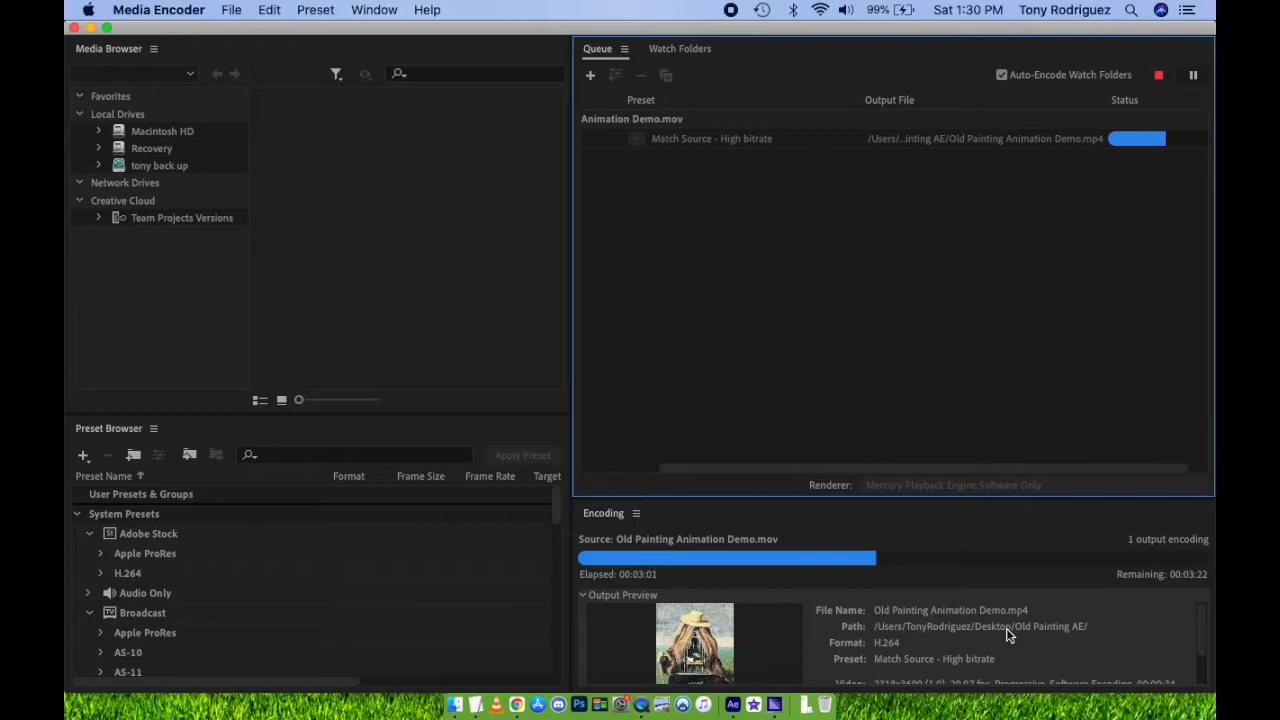 Media Encoder File Edit Preset Window Help 99% Sat 1:30 PM Tony Rodriguez
Media Browser
Favorites
Local Drives
Macintosh HD
Recovery
tony back up
Network Drives
Creative Cloud
Team Projects Versions
Queue Watch Folders
Auto-Encode Watch Folders
Preset Output File Status
Animation Demo.mov
Match Source - High bitrate /Users/...inting AE/Old Painting Animation Demo.mp4
Renderer: Mercury Playback Engine Software Only
Preset Browser
Apply Preset
Preset Name Format Frame Size Frame Rate Target
User Presets & Groups
System Presets
St Adobe Stock
Apple ProRes
H.264
Audio Only
TV Broadcast
Apple ProRes
AS-10
AS-11
Encoding
Source: Old Painting Animation Demo.mov 1 output encoding
Elapsed: 00:03:01 Remaining: 00:03:22
Output Preview
File Name: Old Painting Animation Demo.mp4
Path: /Users/TonyRodriguez/Desktop/Old Painting AE/
Format: H.264
Preset: Match Source - High bitrate
Ps
Ae